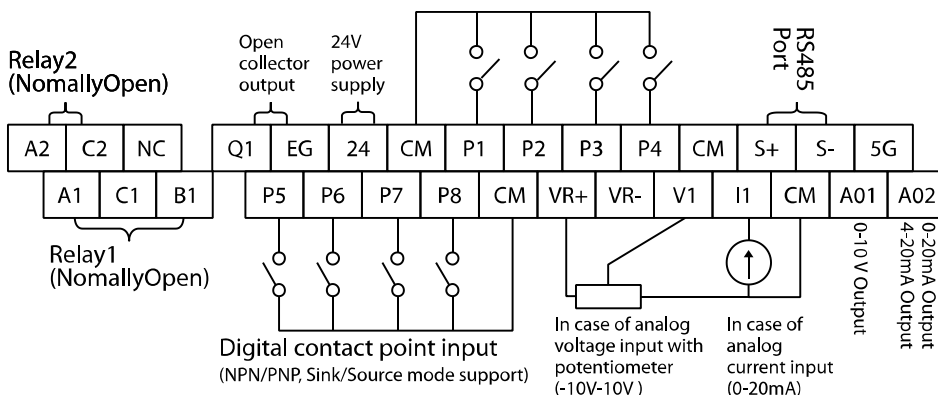 Relay2
(NomallyOpen)
Open
collector
output
24V
power
supply
RS485
Port
A2 C2 NC
Q1 EG 24 CM P1 P2 P3 P4 CM S+ S- 5G
A1 C1 B1
P5 P6 P7 P8 CM VR+ VR- V1 I1 CM A01 A02
Relay1
(NomallyOpen)
0-10 V Output
0-20mA Output
4-20mA Output
Digital contact point input
(NPN/PNP, Sink/Source mode support)
In case of analog
voltage input with
potentiometer
(-10V-10V )
In case of
analog
current input
(0-20mA)